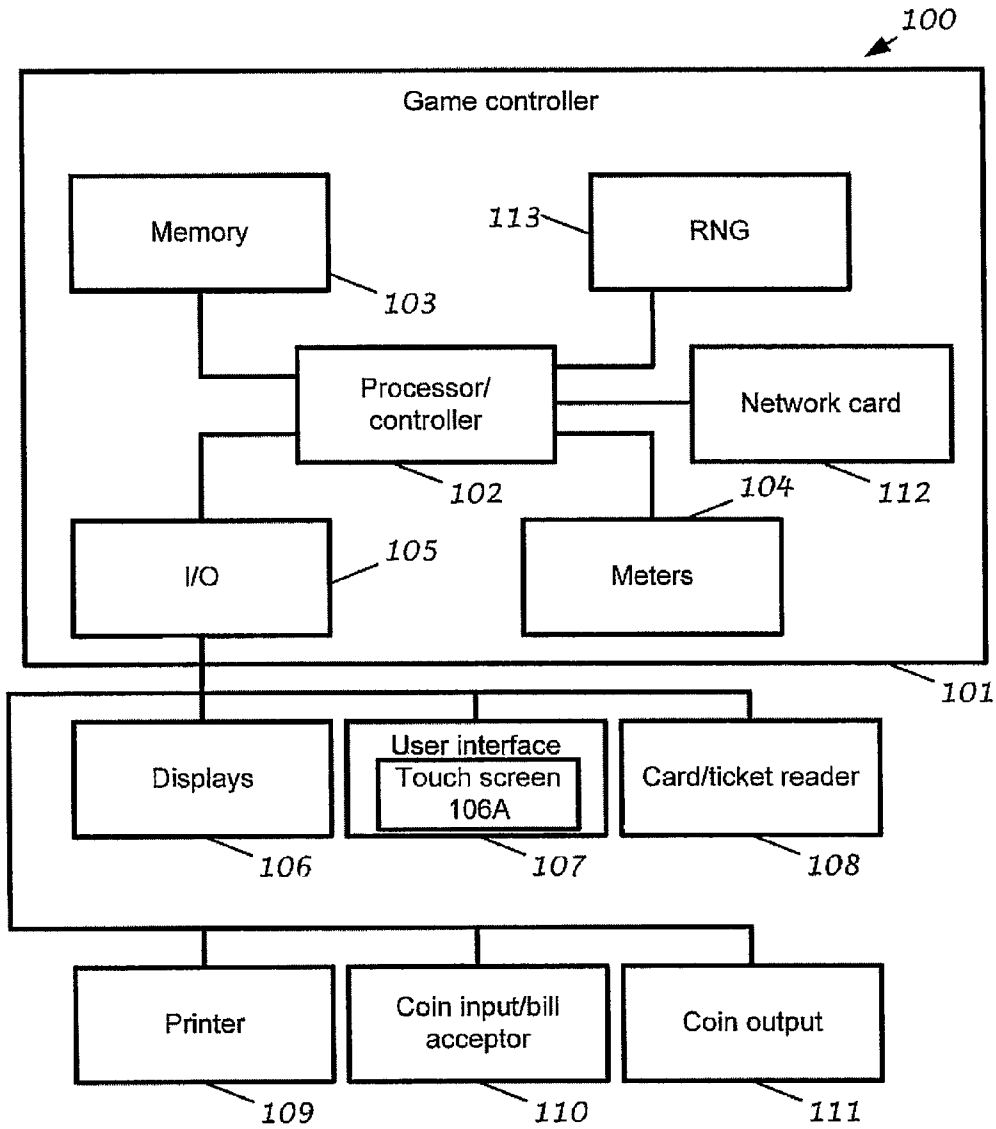 100
Game controller
Memory
113
RNG
103
Processor/
controller
Network card
102
104
112
I/O
105
Meters
101
Displays
User interface
Touch screen
106A
Card/ticket reader
106
107
108
Printer
Coin input/bill
acceptor
Coin output
109
110
111